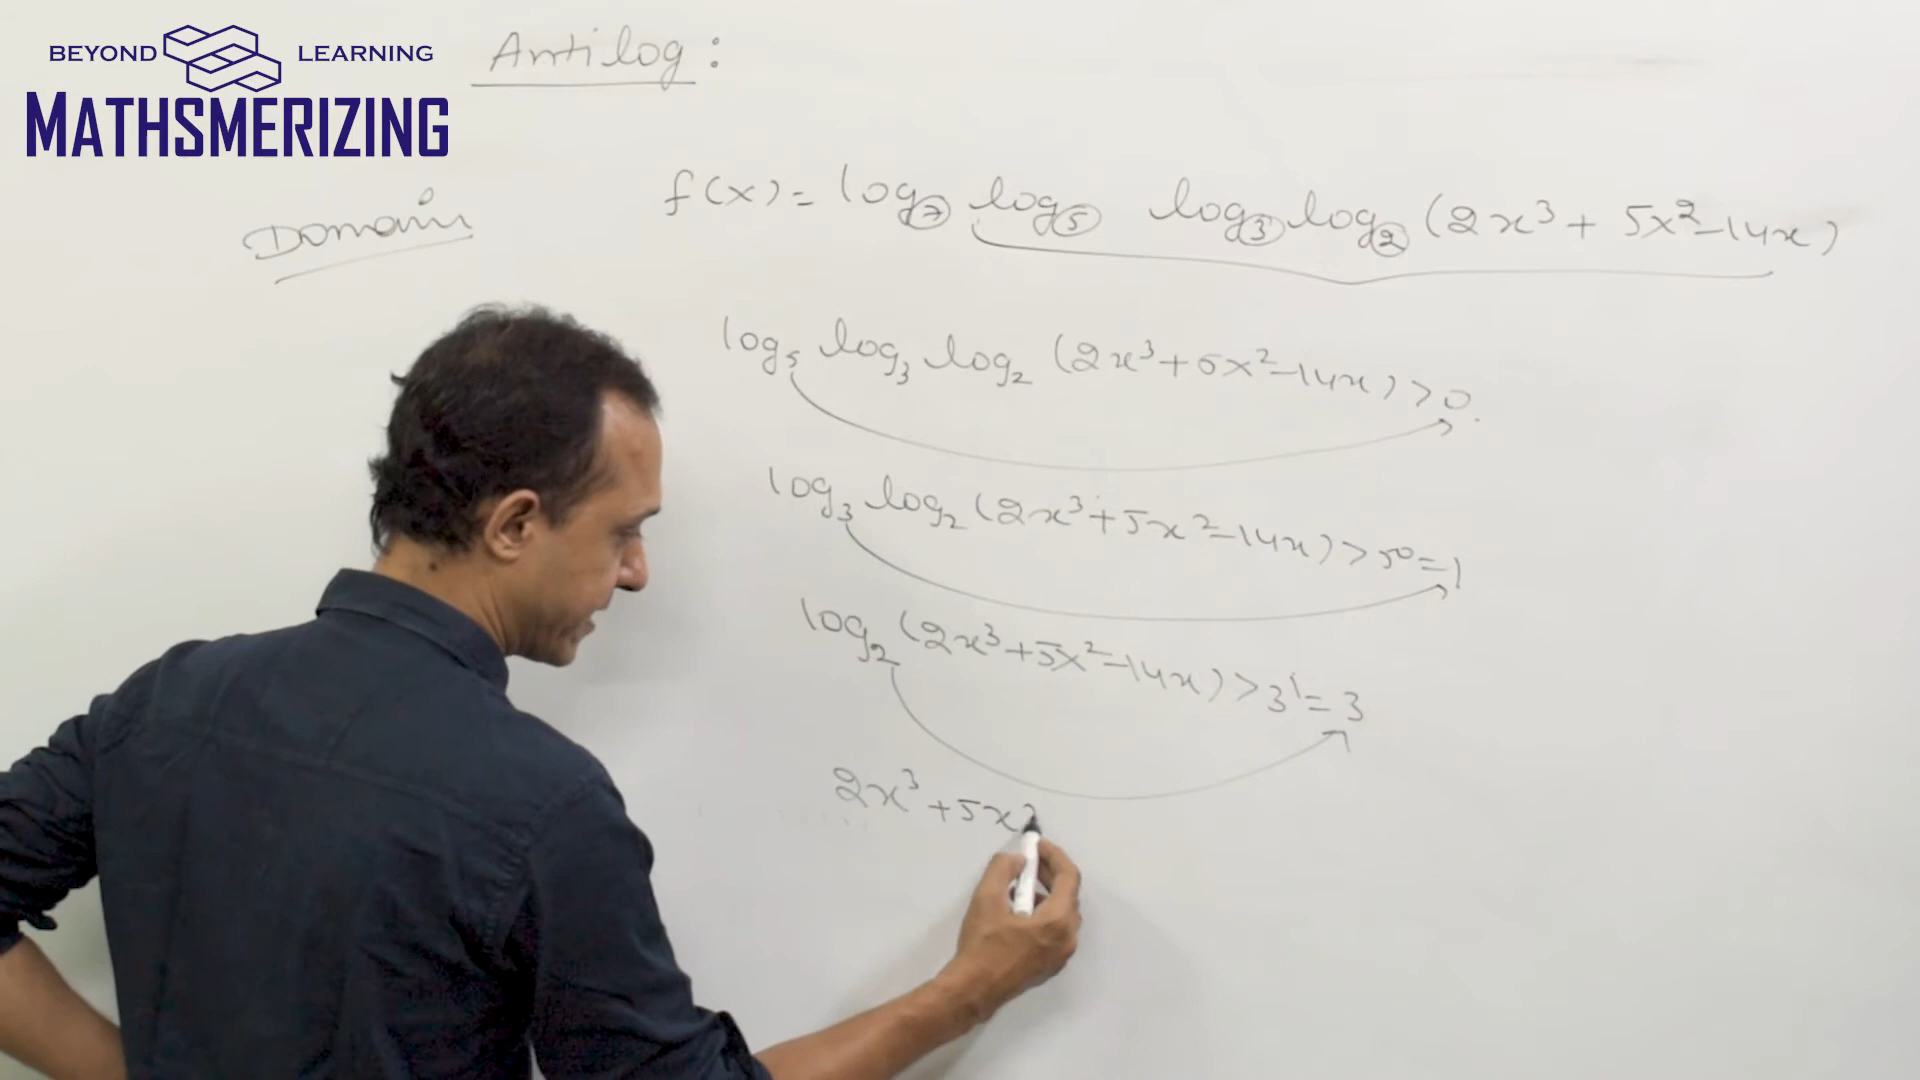 BEYOND LEARNING
MATHSMERIZING
Antilog :
Domain
f(x) = log₇ log₅ log₃ log₂ (2x³ + 5x² - 14x)
log₅ log₃ log₂ (2x³ + 5x² - 14x) > 0.
log₃ log₂ (2x³ + 5x² - 14x) > 5⁰ = 1
log₂ (2x³ + 5x² - 14x) > 3¹ = 3
2x³ + 5x²